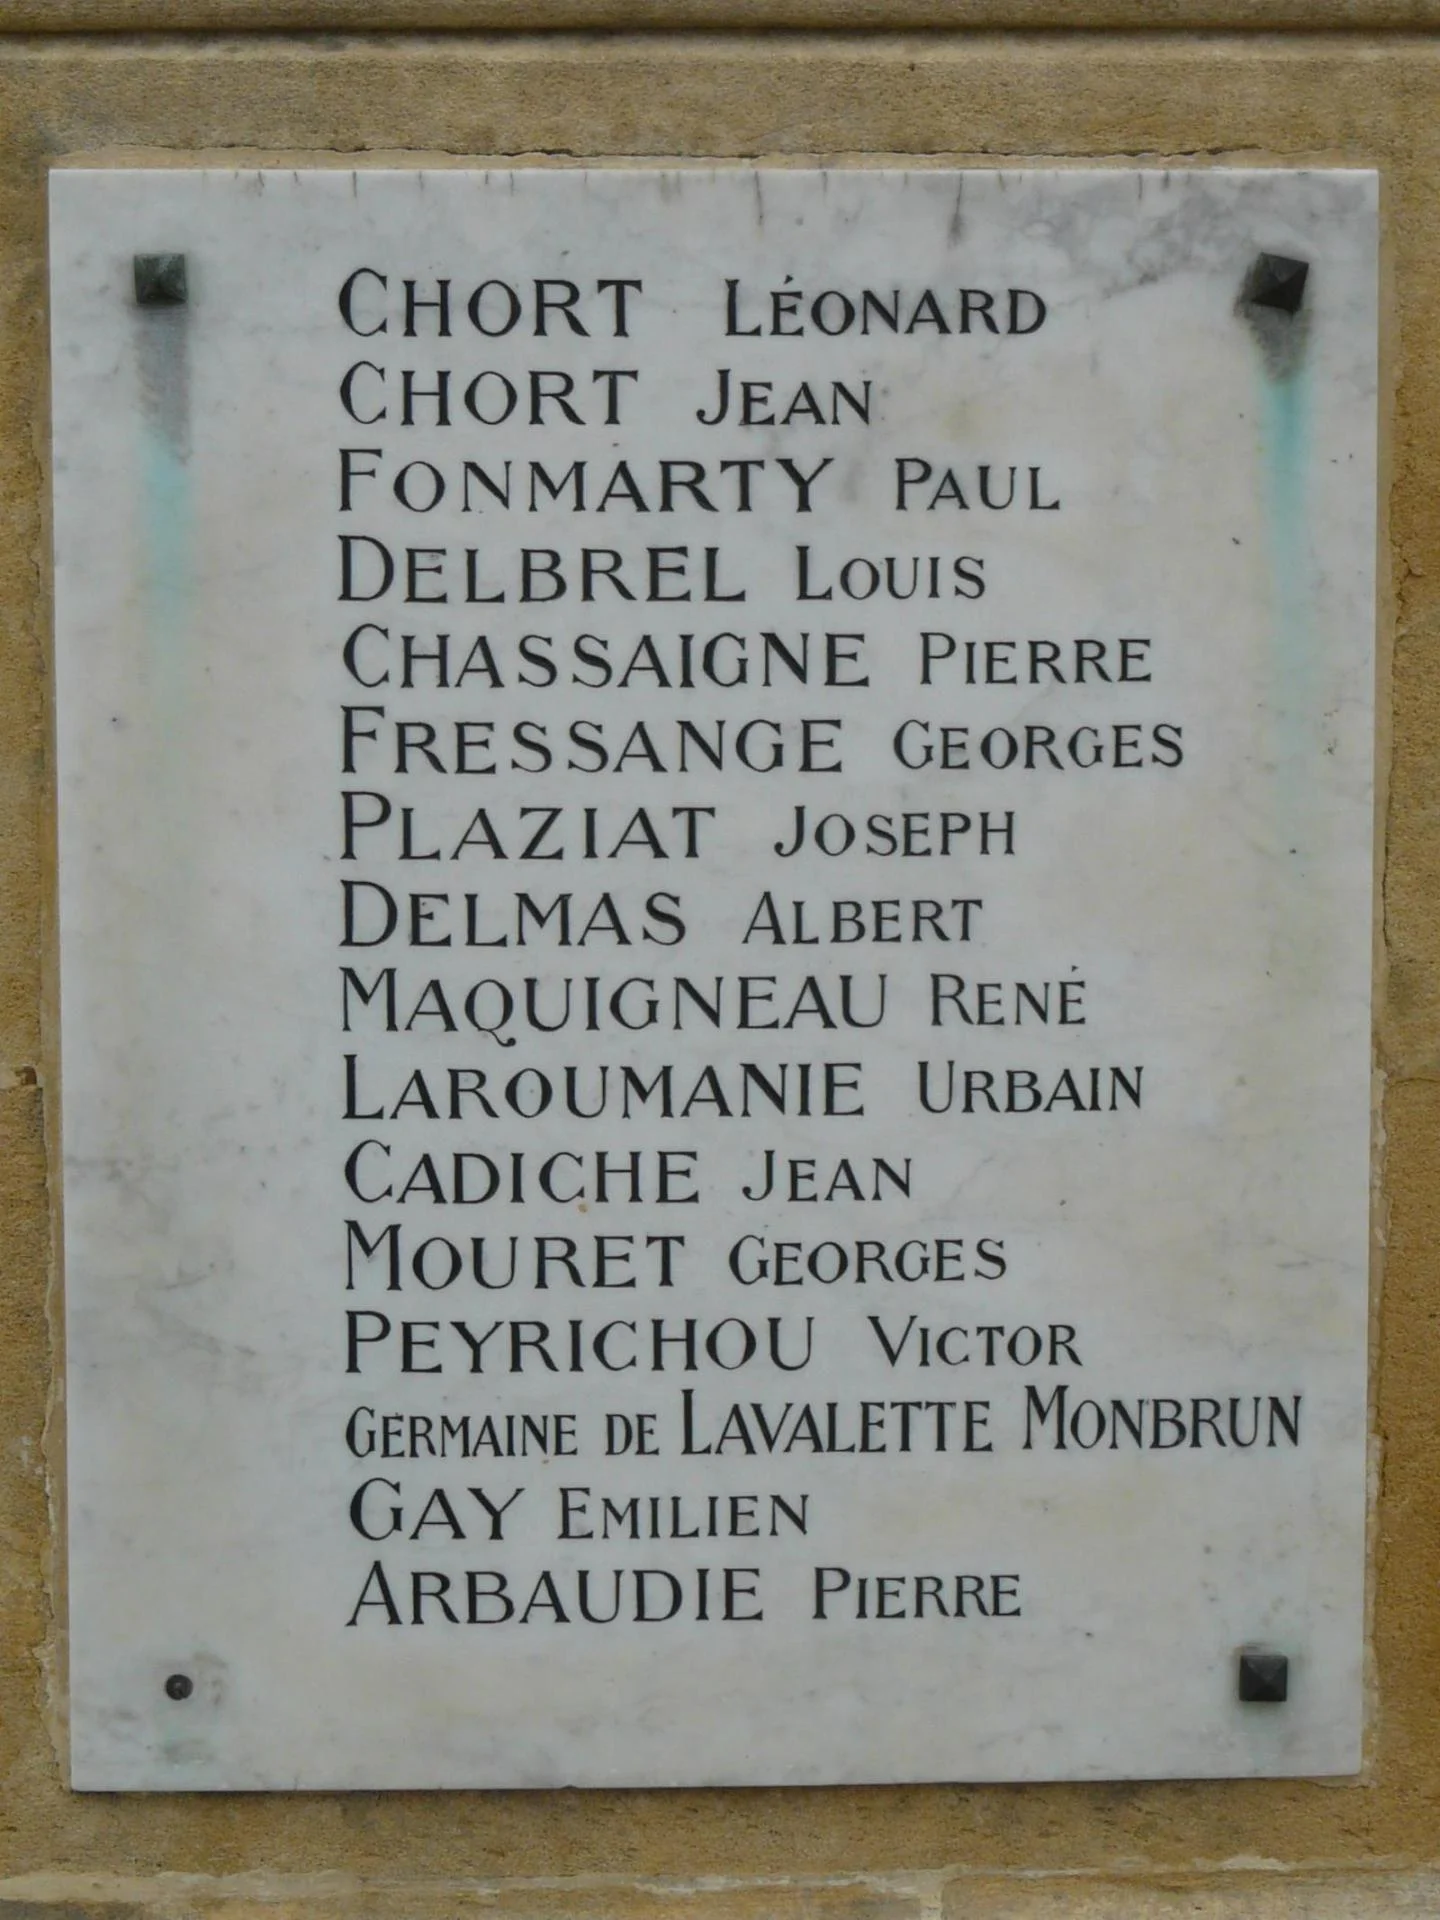 CHORT LÉONARD
CHORT JEAN
FONMARTY PAUL
DELBREL LOUIS
CHASSAIGNE PIERRE
FRESSANGE GEORGES
PLAZIAT JOSEPH
DELMAS ALBERT
MAQUIGNEAU RENÉ
LAROUMANIE URBAIN
CADICHE JEAN
MOURET GEORGES
PEYRICHOU VICTOR
GERMAINE DE LAVALETTE MONBRUN
GAY EMILIEN
ARBAUDIE PIERRE